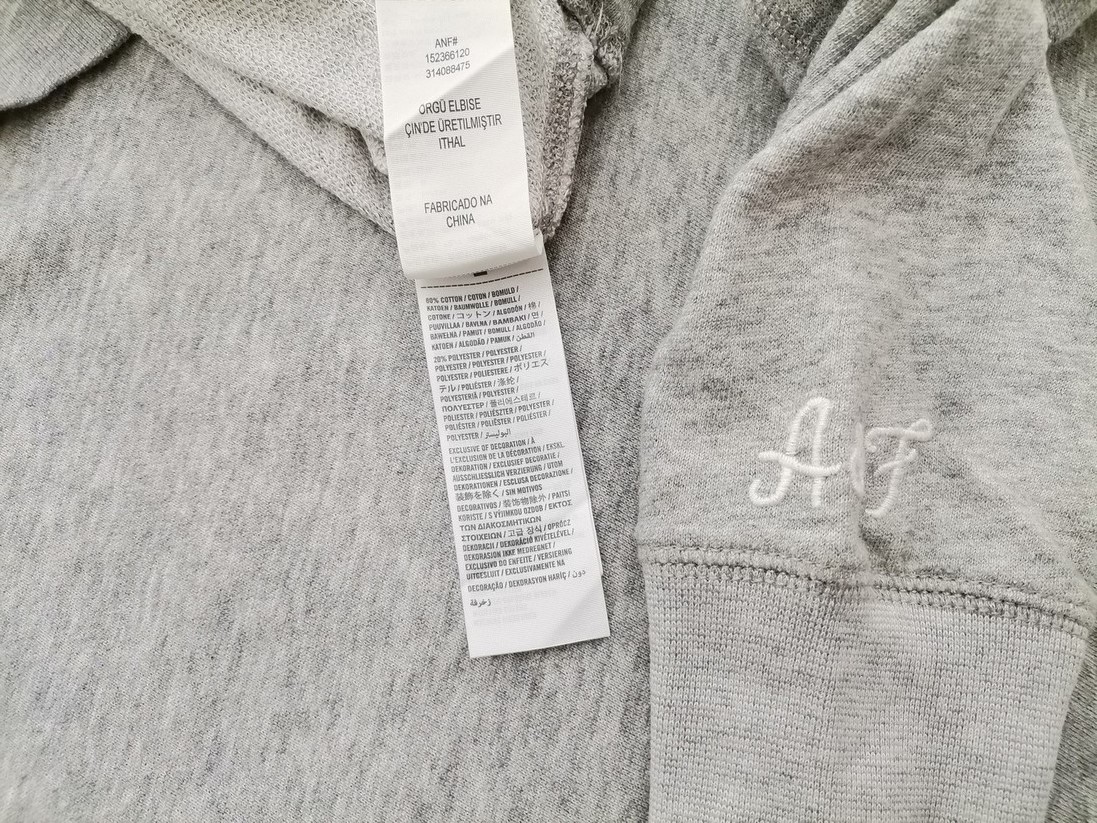 ANF#
152366120
314088475
ÖRGÜ ELBISE
ÇIN'DE ÜRETILMIŞTIR
ITHAL
FABRICADO NA
CHINA
80% COTTON / COTON / BOMULD /
KATOEN / BAUMWOLLE / BOMULL /
COTONE / コットン / ALGODÓN / 棉 /
PUUVILLAA / BAVLNA / ΒΑΜΒΑΚΙ / 면 /
BAWEŁNA / PAMUT / BOMULL / ALGODÃO /
KATOEN / ALGODÃO / PAMUK / القطن
20% POLYESTER / POLYESTER /
POLYESTER / POLYESTER / POLYESTER /
POLYESTER / POLIESTERE / ポリエス
テル / POLIÉSTER / 涤纶 /
POLYESTERIÄ / POLYESTER /
ΠΟΛΥΕΣΤΕΡ / 폴리에스테르 /
POLIESTER / POLIÉSZTER / POLYESTER /
POLIÉSTER / POLYESTER / POLIÉSTER /
POLYESTER / البوليستر
EXCLUSIVE OF DECORATION / À
L'EXCLUSION DE LA DÉCORATION / EKSKL.
DEKORATION / EXCLUSIEF DECORATIE /
AUSSCHLIESSLICH VERZIERUNG / UTOM
DEKORATIONEN / ESCLUSA DECORAZIONE /
装飾を除く / SIN MOTIVOS
DECORATIVOS / 装饰物除外 / PAITSI
KORISTE / S VÝJIMKOU OZDOB / ΕΚΤΟΣ
ΤΩΝ ΔΙΑΚΟΣΜΗΤΙΚΩΝ
ΣΤΟΙΧΕΙΩΝ / 고급 장식 / OPRÓCZ
DEKORACJI / DEKORÁCIÓ KIVÉTELÉVEL /
DEKORASJON IKKE MEDREGNET /
EXCLUSIVO DO ENFEITE / VERSIERING
UITGESLUIT / EXCLUSIVAMENTE NA
DECORAÇÃO / DEKORASYON HARİÇ / دون
زخرفة
A F